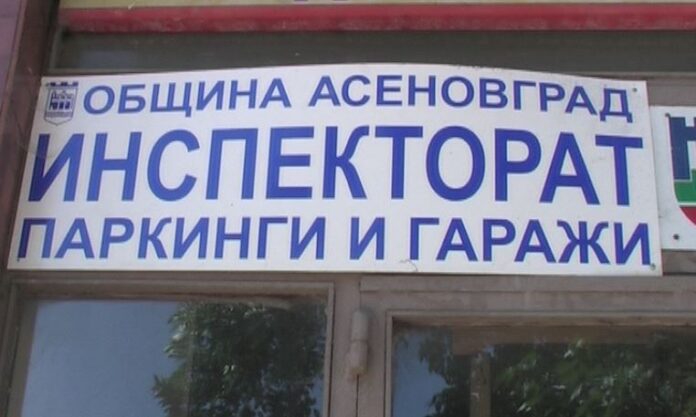 ОБЩИНА АСЕНОВГРАД
ИНСПЕКТОРАТ
ПАРКИНГИ И ГАРАЖИ